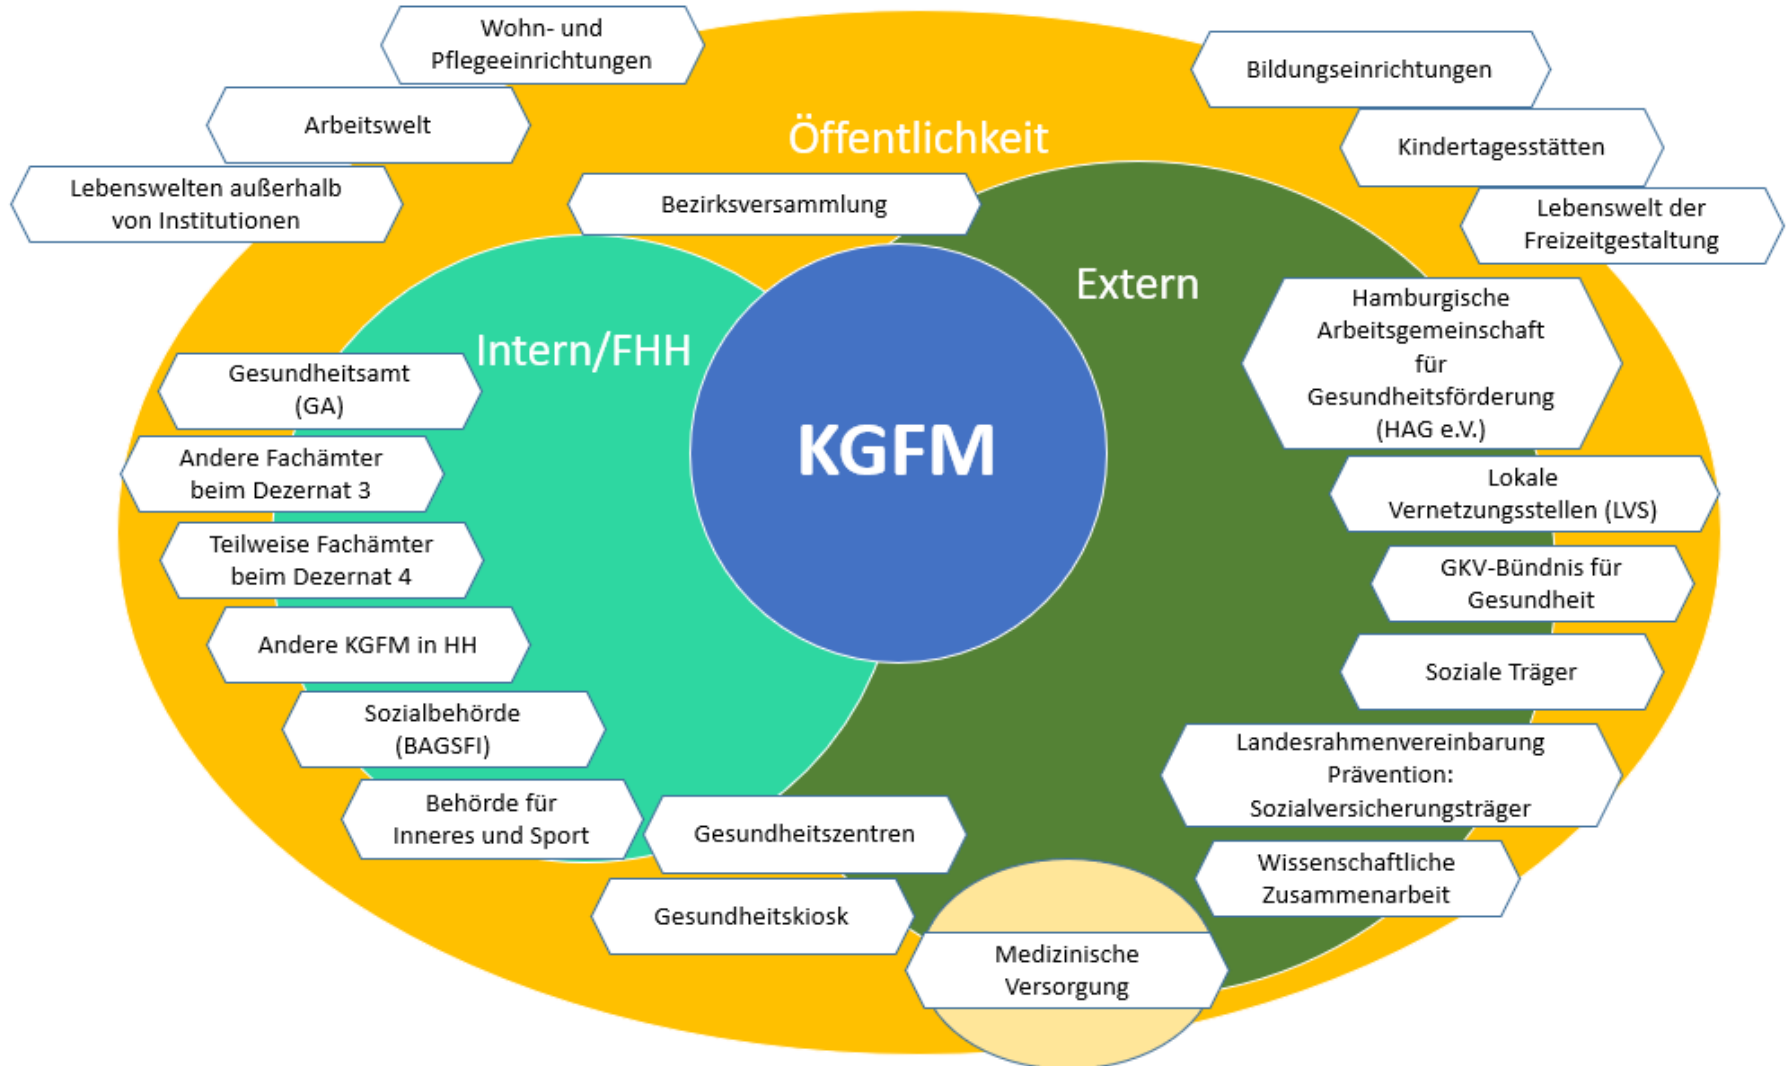 Wohn- und
Pflegeeinrichtungen
Arbeitswelt
Lebenswelten außerhalb
von Institutionen
Bildungseinrichtungen
Kindertagesstätten
Lebenswelt der
Freizeitgestaltung
Öffentlichkeit
Bezirksversammlung
Intern/FHH
Extern
KGFM
Gesundheitsamt
(GA)
Andere Fachämter
beim Dezernat 3
Teilweise Fachämter
beim Dezernat 4
Andere KGFM in HH
Sozialbehörde
(BAGSFI)
Behörde für
Inneres und Sport
Gesundheitszentren
Gesundheitskiosk
Medizinische
Versorgung
Hamburgische
Arbeitsgemeinschaft
für
Gesundheitsförderung
(HAG e.V.)
Lokale
Vernetzungsstellen (LVS)
GKV-Bündnis für
Gesundheit
Soziale Träger
Landesrahmenvereinbarung
Prävention:
Sozialversicherungsträger
Wissenschaftliche
Zusammenarbeit